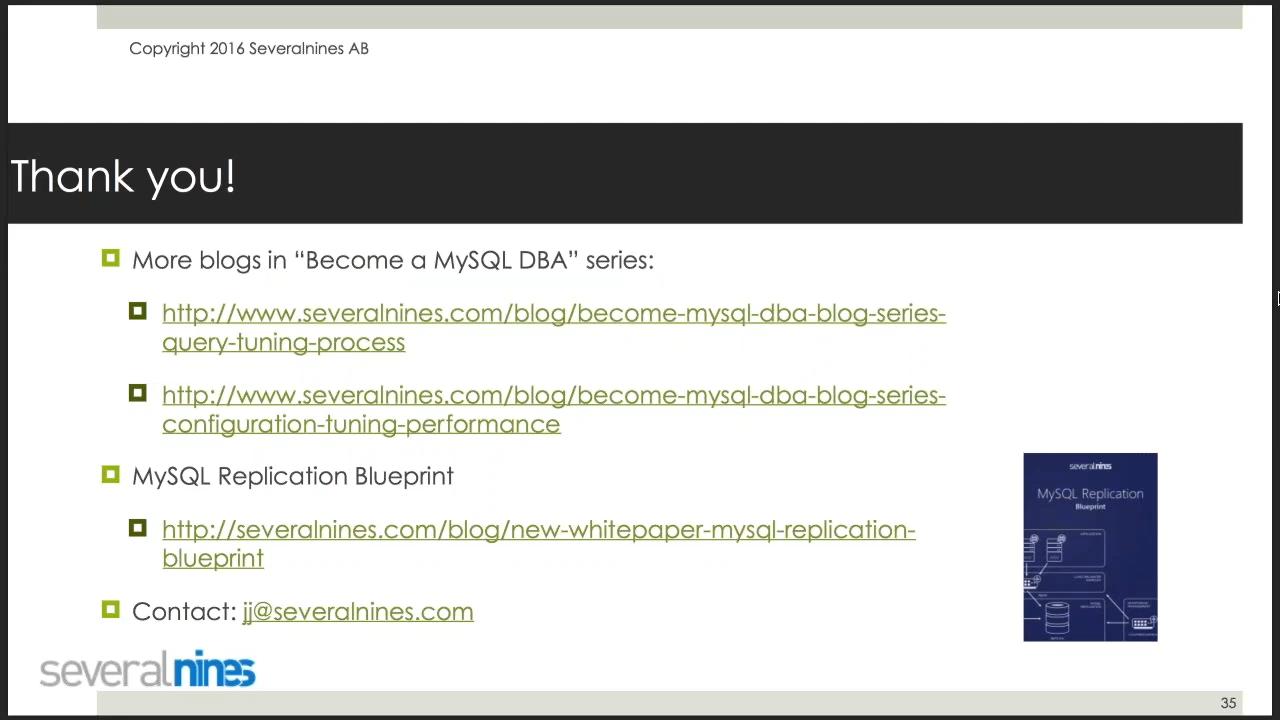 Copyright 2016 Severalnines AB
Thank you!
More blogs in “Become a MySQL DBA” series:
http://www.severalnines.com/blog/become-mysql-dba-blog-series-
query-tuning-process
http://www.severalnines.com/blog/become-mysql-dba-blog-series-
configuration-tuning-performance
MySQL Replication Blueprint
http://severalnines.com/blog/new-whitepaper-mysql-replication-
blueprint
Contact: jj@severalnines.com
severalnines
MySQL Replication
Blueprint
severalnines
35